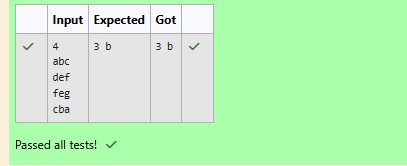 Input Expected Got
4 3 b 3 b
abc
def
feg
cba
Passed all tests!